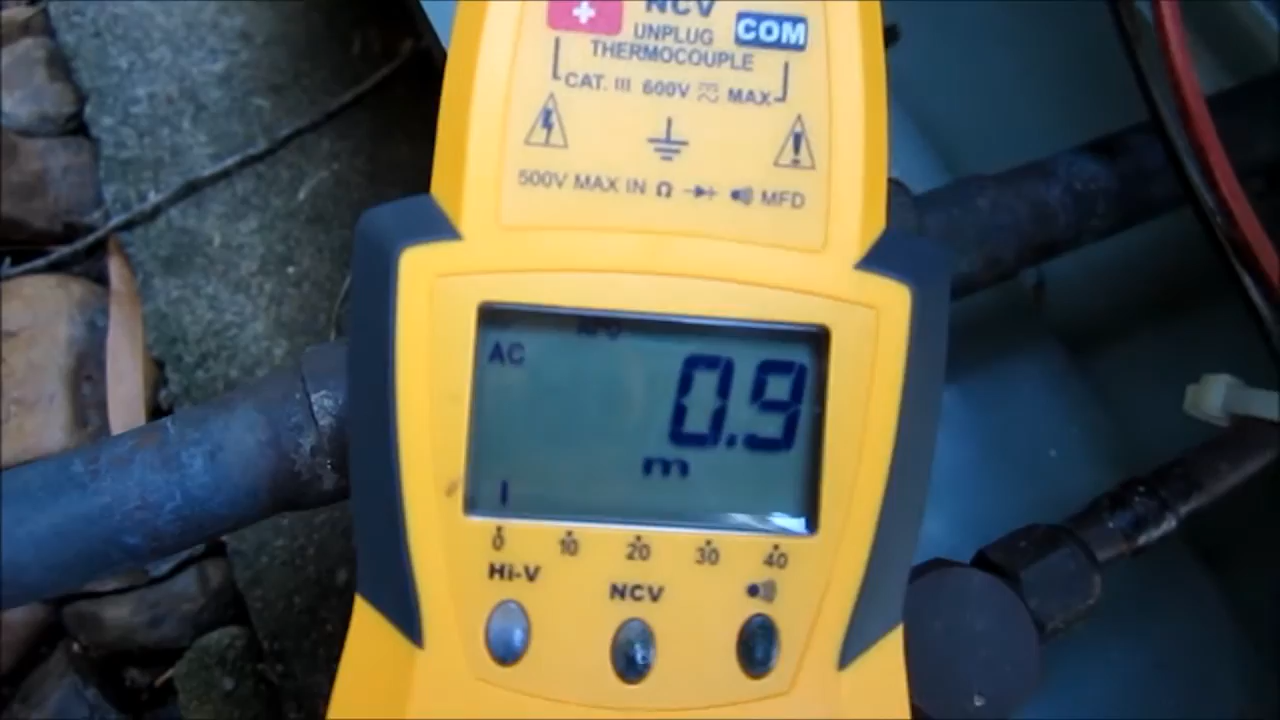 NCV
COM
UNPLUG
THERMOCOUPLE
CAT. III 600V MAX
500V MAX IN Ω MFD
APO
AC
0.9
m
0 10 20 30 40
Hi-V NCV